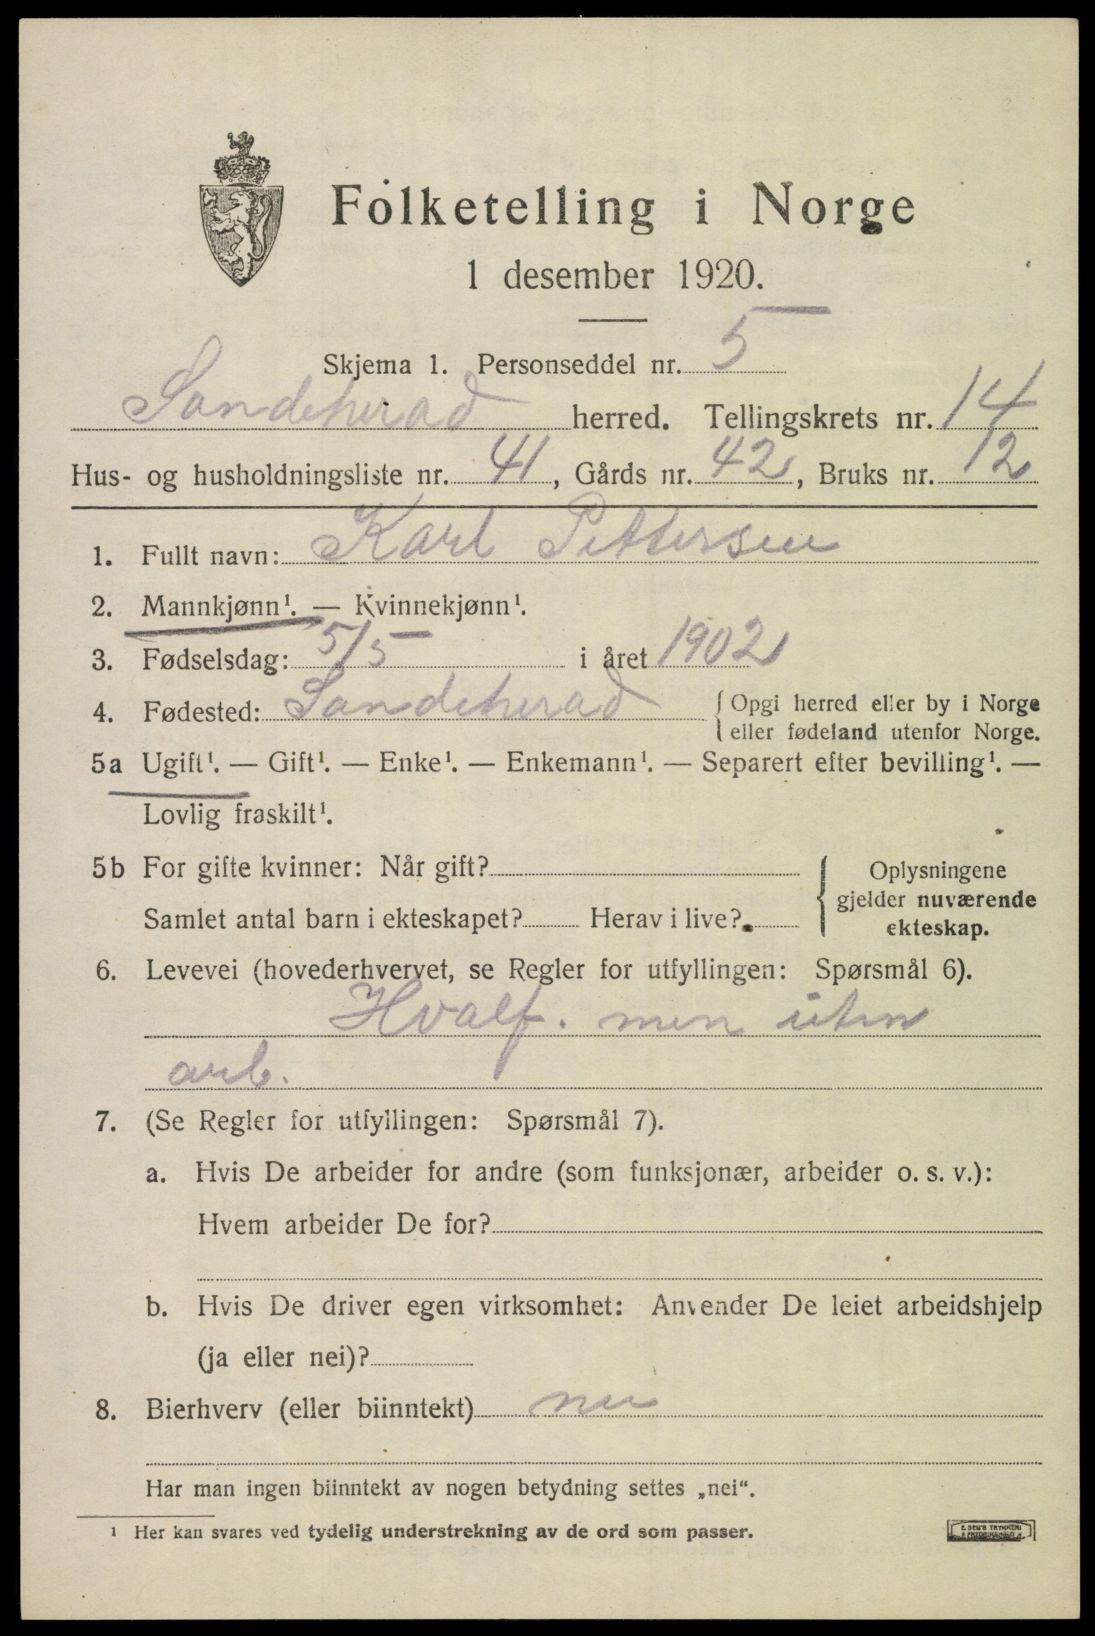 Folketelling i Norge
1 desember 1920.
Skjema 1. Personseddel nr. 5
Sandeherad herred. Tellingskrets nr. 14
Hus- og husholdningsliste nr. 41, Gårds nr. 42, Bruks nr. 12
1. Fullt navn: Karl Pettersen
2. Mannkjønn¹. — Kvinnekjønn¹.
3. Fødselsdag: 5/5 i året 1902
4. Fødested: Sandeherad { Opgi herred eller by i Norge
eller fødeland utenfor Norge.
5a Ugift¹. — Gift¹. — Enke¹. — Enkemann¹. — Separert efter bevilling¹. —
Lovlig fraskilt¹.
5b For gifte kvinner: Når gift?
Samlet antal barn i ekteskapet? Herav i live?
{ Oplysningene
gjelder nuværende
ekteskap.
6. Levevei (hovederhvervet, se Regler for utfyllingen: Spørsmål 6).
Hvalf. men uten
arb.
7. (Se Regler for utfyllingen: Spørsmål 7).
a. Hvis De arbeider for andre (som funksjonær, arbeider o. s. v.):
Hvem arbeider De for?
b. Hvis De driver egen virksomhet: Anvender De leiet arbeidshjelp
(ja eller nei)?
8. Bierhverv (eller biinntekt) nei
Har man ingen biinntekt av nogen betydning settes „nei".
¹ Her kan svares ved tydelig understrekning av de ord som passer.